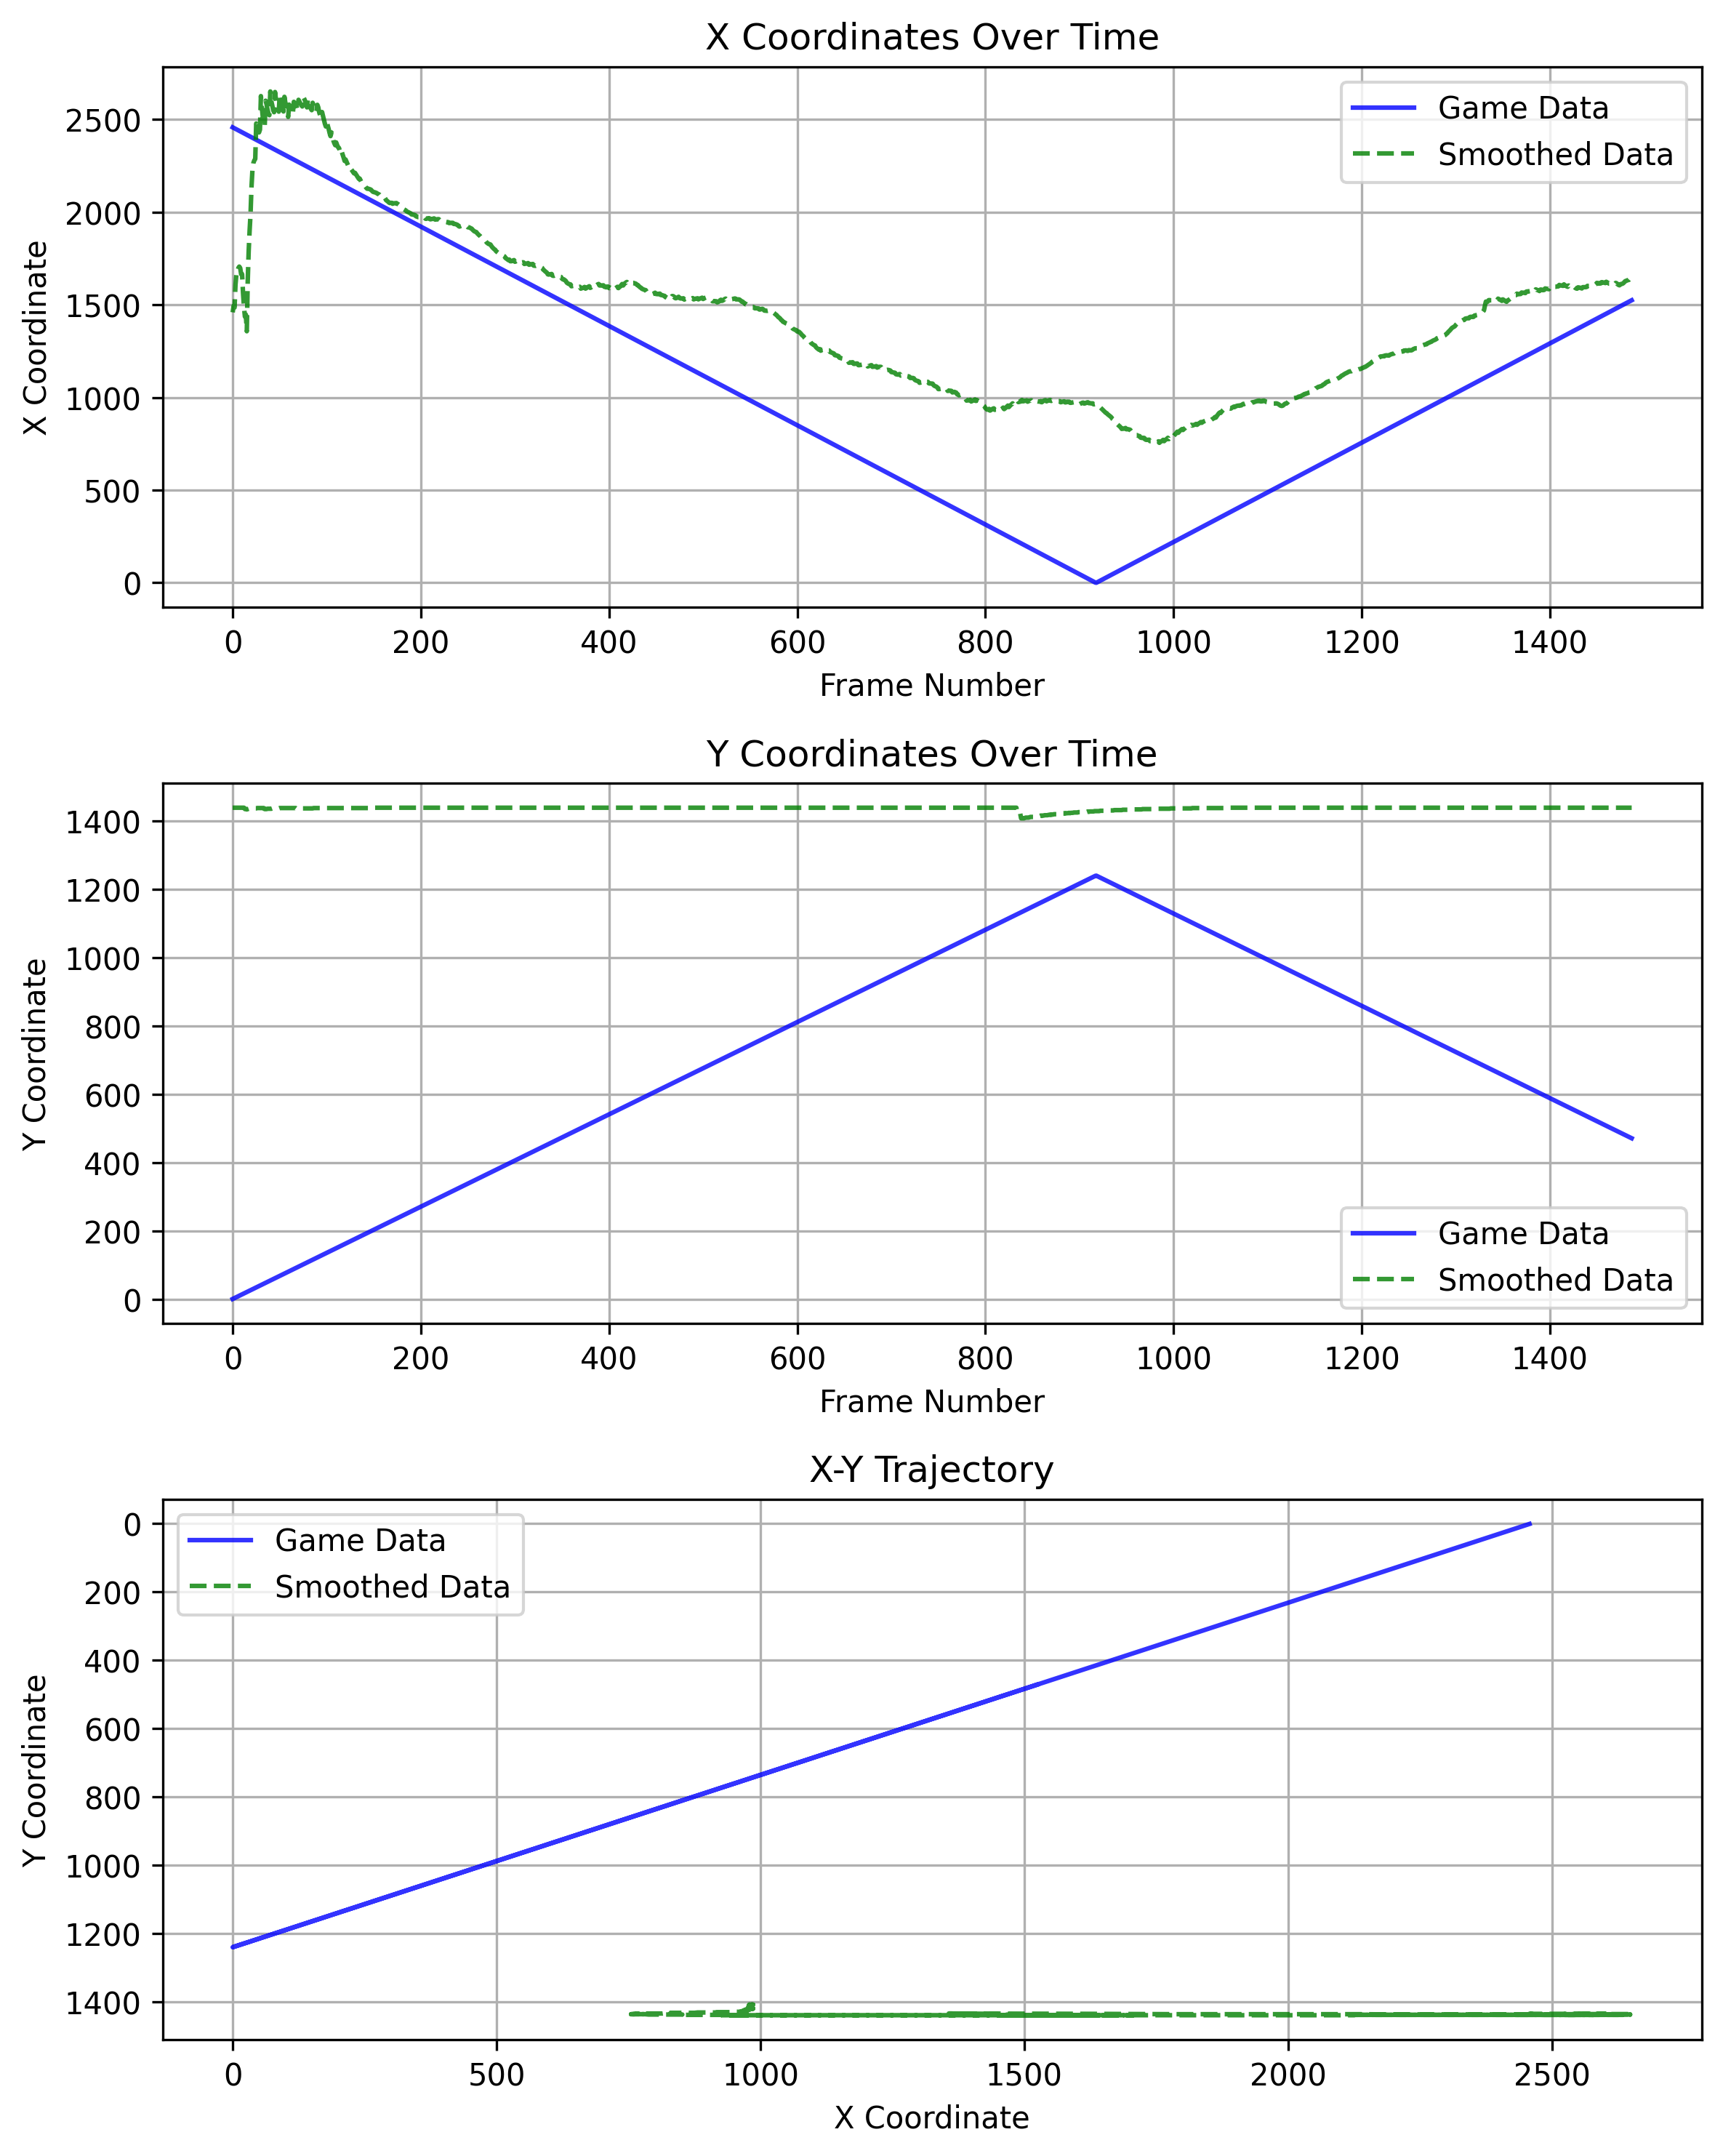 X Coordinates Over Time
X Coordinate
2500
2000
1500
1000
500
0
Game Data
Smoothed Data
0 200 400 600 800 1000 1200 1400
Frame Number
Y Coordinates Over Time
Y Coordinate
1400
1200
1000
800
600
400
200
0
Game Data
Smoothed Data
0 200 400 600 800 1000 1200 1400
Frame Number
X-Y Trajectory
Y Coordinate
0
200
400
600
800
1000
1200
1400
Game Data
Smoothed Data
0 500 1000 1500 2000 2500
X Coordinate